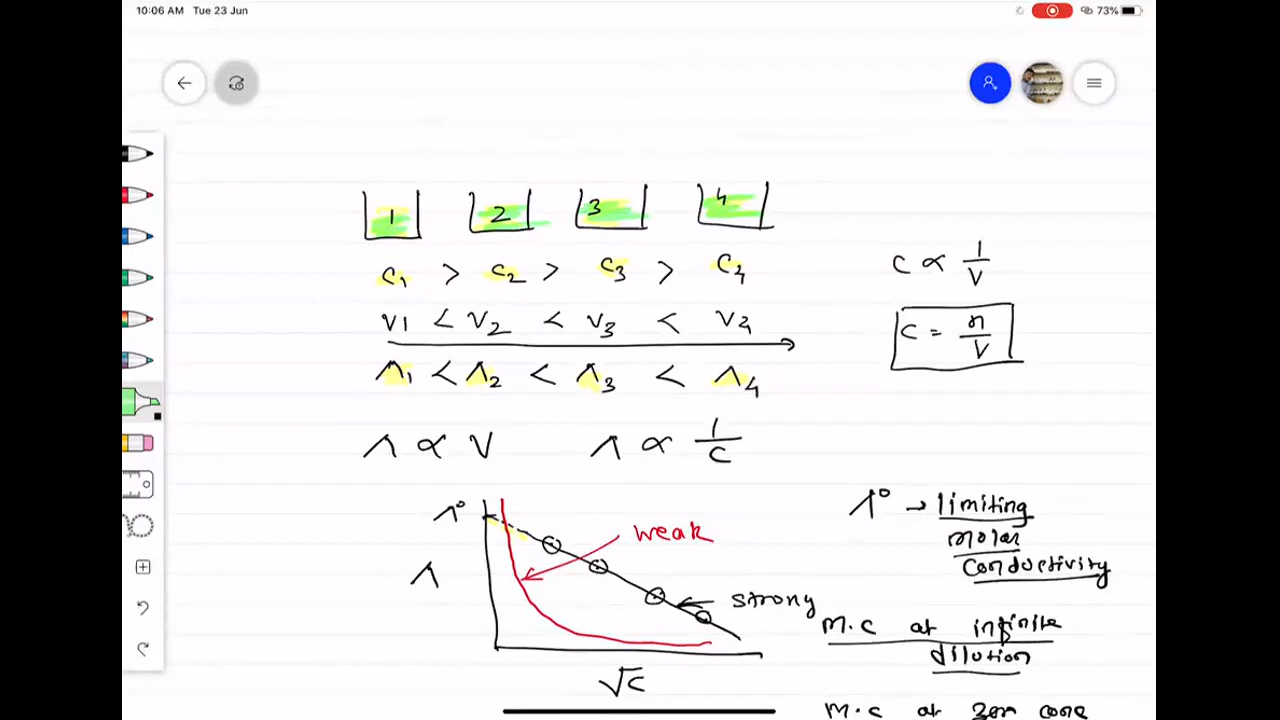 10:06 AM Tue 23 Jun
73%
1 2 3 4
C1 > C2 > C3 > C4
V1 < V2 < V3 < V4
Λ1 < Λ2 < Λ3 < Λ4
C ∝ 1/V
C = n/V
Λ ∝ V Λ ∝ 1/C
Λ° → limiting
molar
conductivity
Λ°
weak
Λ
strong
√C
M.C at infinite
dilution
M.C at zero conc